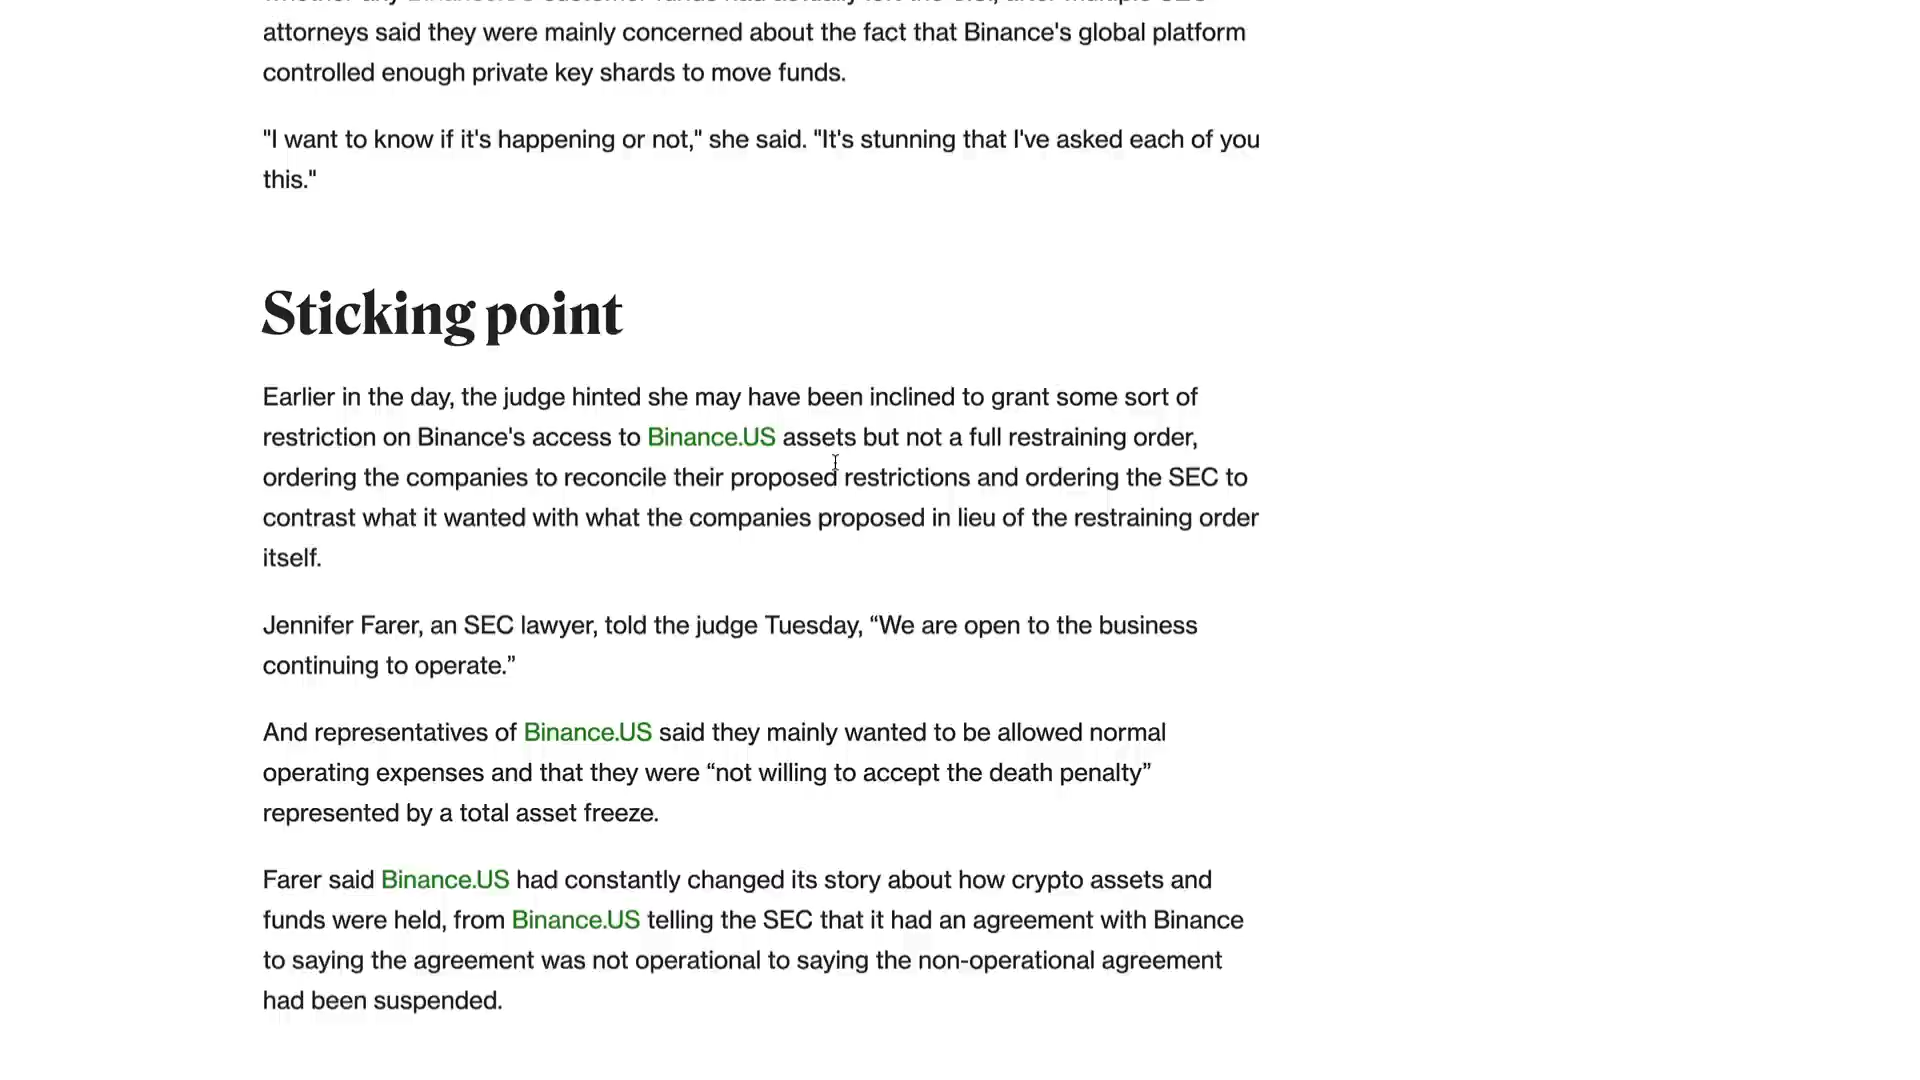 attorneys said they were mainly concerned about the fact that Binance's global platform
controlled enough private key shards to move funds.
"I want to know if it's happening or not," she said. "It's stunning that I've asked each of you
this."
Sticking point
Earlier in the day, the judge hinted she may have been inclined to grant some sort of
restriction on Binance's access to Binance.US assets but not a full restraining order,
ordering the companies to reconcile their proposed restrictions and ordering the SEC to
contrast what it wanted with what the companies proposed in lieu of the restraining order
itself.
Jennifer Farer, an SEC lawyer, told the judge Tuesday, “We are open to the business
continuing to operate.”
And representatives of Binance.US said they mainly wanted to be allowed normal
operating expenses and that they were “not willing to accept the death penalty”
represented by a total asset freeze.
Farer said Binance.US had constantly changed its story about how crypto assets and
funds were held, from Binance.US telling the SEC that it had an agreement with Binance
to saying the agreement was not operational to saying the non-operational agreement
had been suspended.